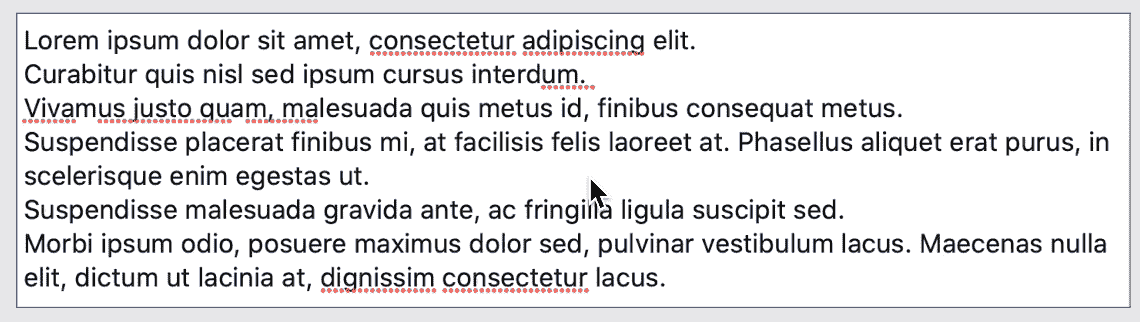 Lorem ipsum dolor sit amet, consectetur adipiscing elit.
Curabitur quis nisl sed ipsum cursus interdum.
Vivamus justo quam, malesuada quis metus id, finibus consequat metus.
Suspendisse placerat finibus mi, at facilisis felis laoreet at. Phasellus aliquet erat purus, in
scelerisque enim egestas ut.
Suspendisse malesuada gravida ante, ac fringilla ligula suscipit sed.
Morbi ipsum odio, posuere maximus dolor sed, pulvinar vestibulum lacus. Maecenas nulla
elit, dictum ut lacinia at, dignissim consectetur lacus.